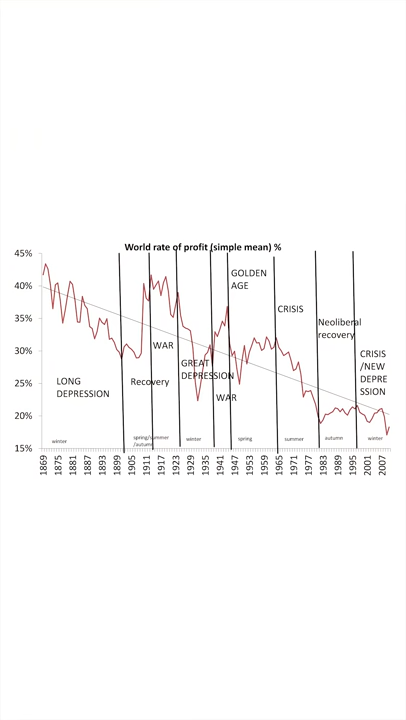 World rate of profit (simple mean) %
45%
40%
35%
30%
25%
20%
15%
GOLDEN
AGE
CRISIS
Neoliberal
recovery
WAR
CRISIS
/NEW
DEPRE
SSION
GREAT
DEPRESSION
LONG
DEPRESSION
Recovery
WAR
winter
spring/summer
/autumn
winter
spring
summer
autumn
winter
1869 1875 1881 1887 1893 1899 1905 1911 1917 1923 1929 1935 1941 1947 1953 1959 1965 1971 1977 1983 1989 1995 2001 2007